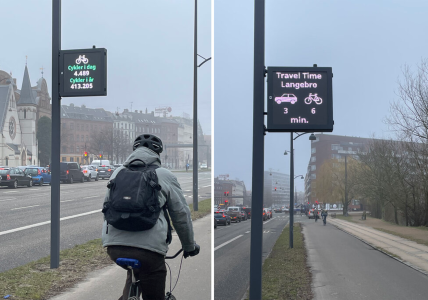 Cykler i dag
4.489
Cykler i år
413.205
Travel Time
Langebro
3 6
min.